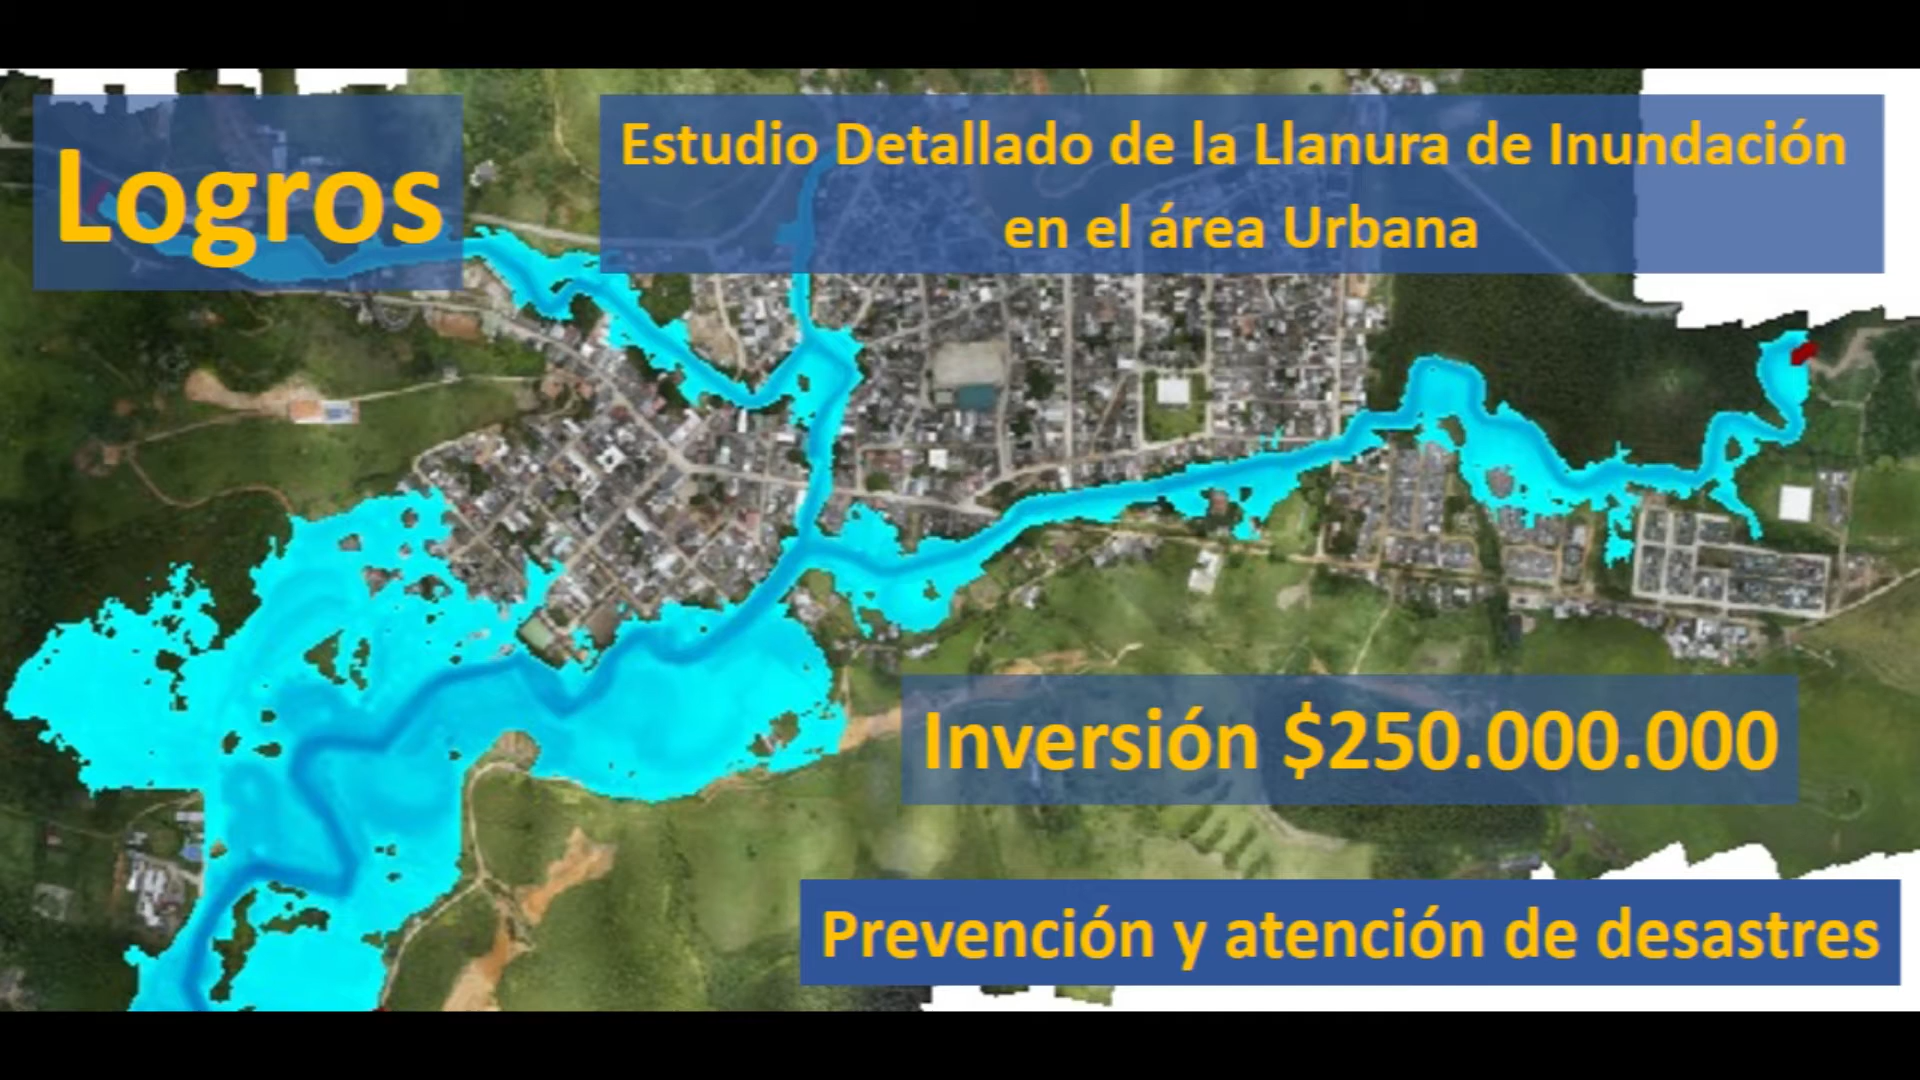 Logros
Estudio Detallado de la Llanura de Inundación
en el área Urbana
Inversión $250.000.000
Prevención y atención de desastres